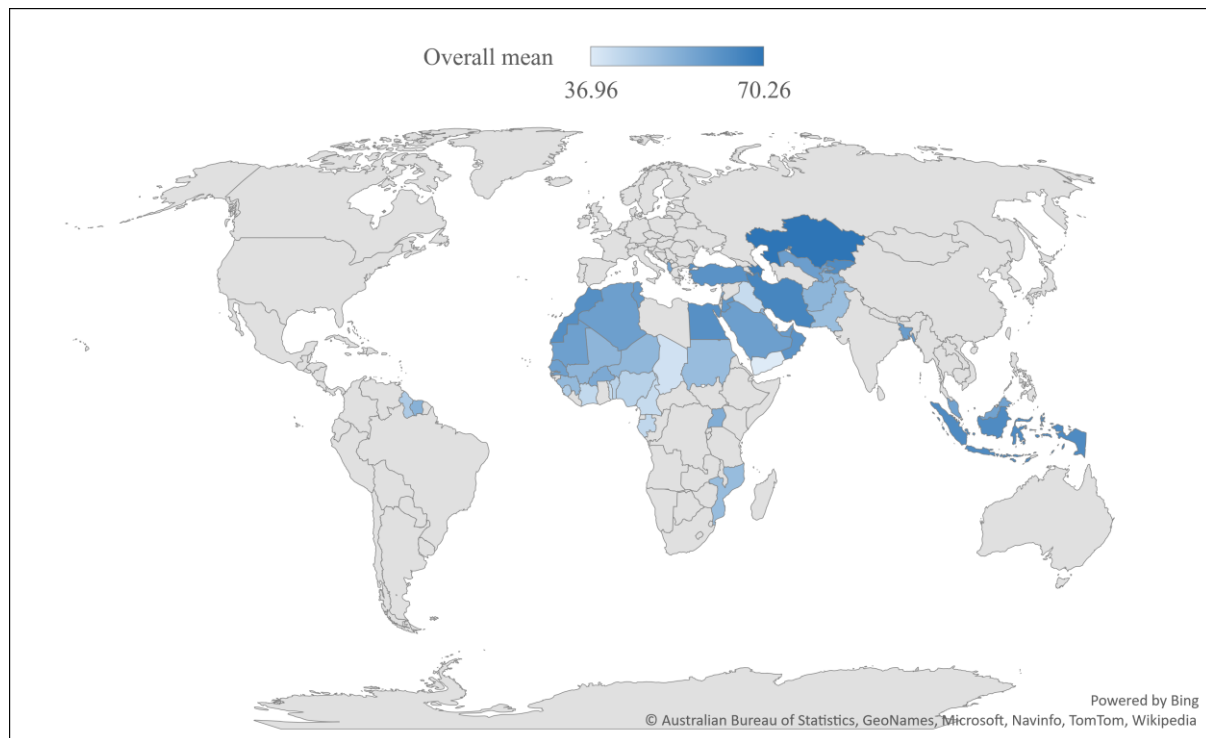 Overall mean
36.96 70.26
Powered by Bing
© Australian Bureau of Statistics, GeoNames, Microsoft, Navinfo, TomTom, Wikipedia